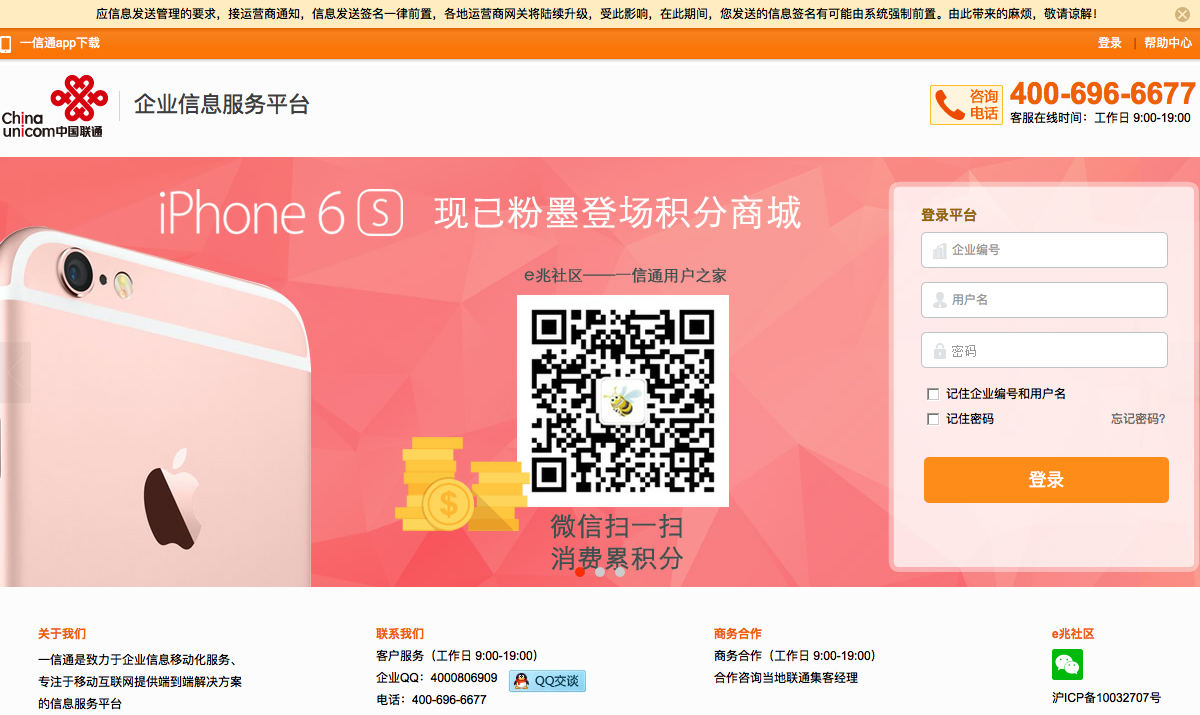 应信息发送管理的要求，接运营商通知，信息发送签名一律前置，各地运营商网关将陆续升级，受此影响，在此期间，您发送的信息签名有可能由系统强制前置。由此带来的麻烦，敬请谅解！
一信通app下载
登录 | 帮助中心
China
unicom中国联通
企业信息服务平台
咨询
电话
400-696-6677
客服在线时间：工作日 9:00-19:00
iPhone 6 S 现已粉墨登场积分商城
e兆社区——一信通用户之家
微信扫一扫
消费累积分
登录平台
企业编号
用户名
密码
记住企业编号和用户名
记住密码
忘记密码?
登录
关于我们
一信通是致力于企业信息移动化服务、
专注于移动互联网提供端到端解决方案
的信息服务平台
联系我们
客户服务（工作日 9:00-19:00）
企业QQ：4000806909
QQ交谈
电话：400-696-6677
商务合作
商务合作（工作日 9:00-19:00）
合作咨询当地联通集客经理
e兆社区
沪ICP备10032707号